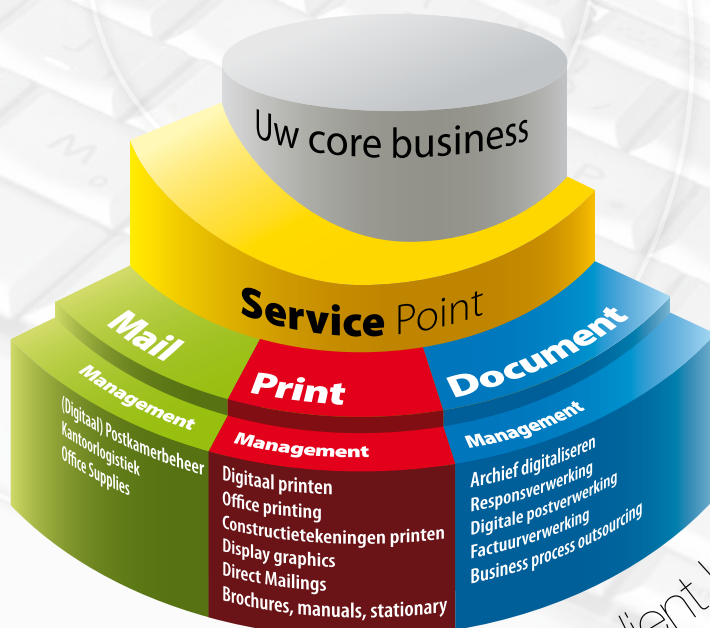 Uw core business
Service Point
Mail
Management
(Digitaal) Postkamerbeheer
Kantoorlogistiek
Office Supplies
Print
Management
Digitaal printen
Office printing
Constructietekeningen printen
Display graphics
Direct Mailings
Brochures, manuals, stationary
Document
Management
Archief digitaliseren
Responsverwerking
Digitale postverwerking
Factuurverwerking
Business process outsourcing